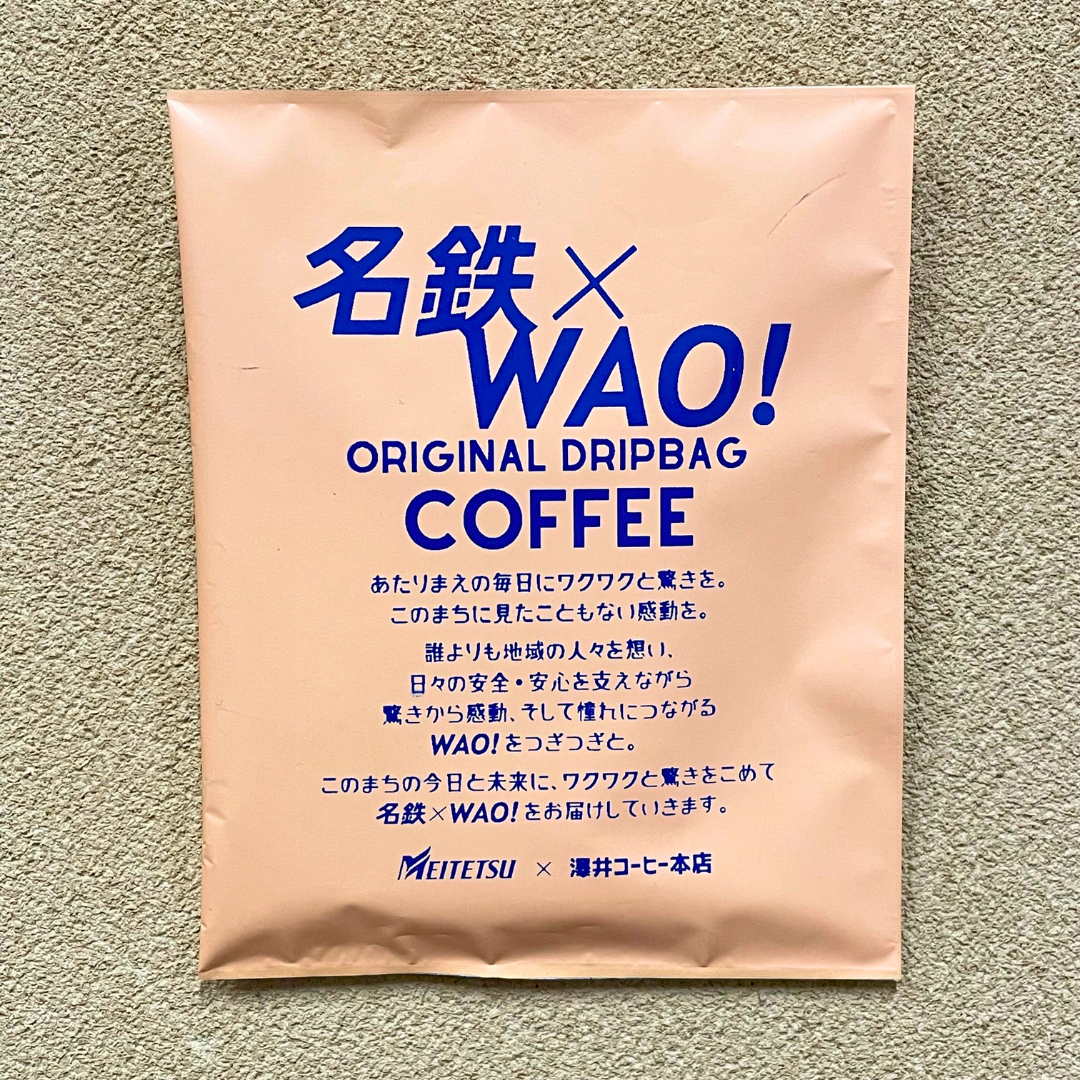 名鉄×
WAO!
ORIGINAL DRIPBAG
COFFEE
あたりまえの毎日にワクワクと驚きを。
このまちに見たこともない感動を。
誰よりも地域の人々を想い、
日々の安全・安心を支えながら
驚きから感動、そして憧れにつながる
WAO!をつぎつぎと。
このまちの今日と未来に、ワクワクと驚きをこめて
名鉄×WAO!をお届けしていきます。
MEITETSU × 澤井コーヒー本店